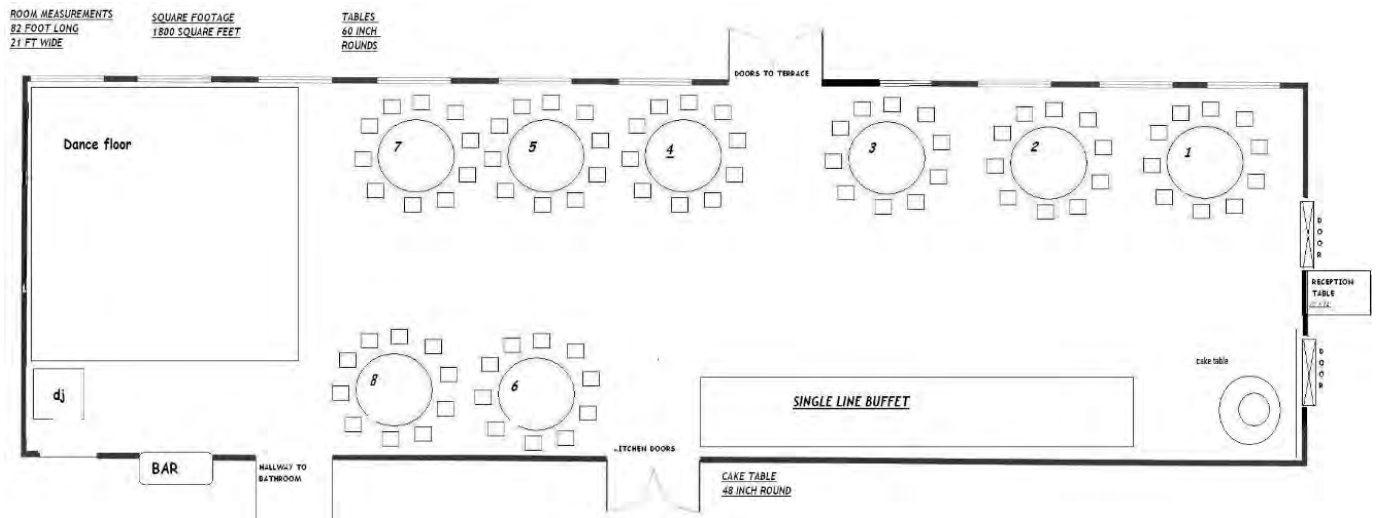 ROOM MEASUREMENTS
82 FOOT LONG
21 FT WIDE
SQUARE FOOTAGE
1800 SQUARE FEET
TABLES
60 INCH
ROUNDS
DOORS TO TERRACE
Dance floor
7
5
4
3
2
1
DOOR
RECEPTION
TABLE
8
6
cake table
DOOR
dj
SINGLE LINE BUFFET
KITCHEN DOORS
BAR
HALLWAY TO
BATHROOM
CAKE TABLE
48 INCH ROUND